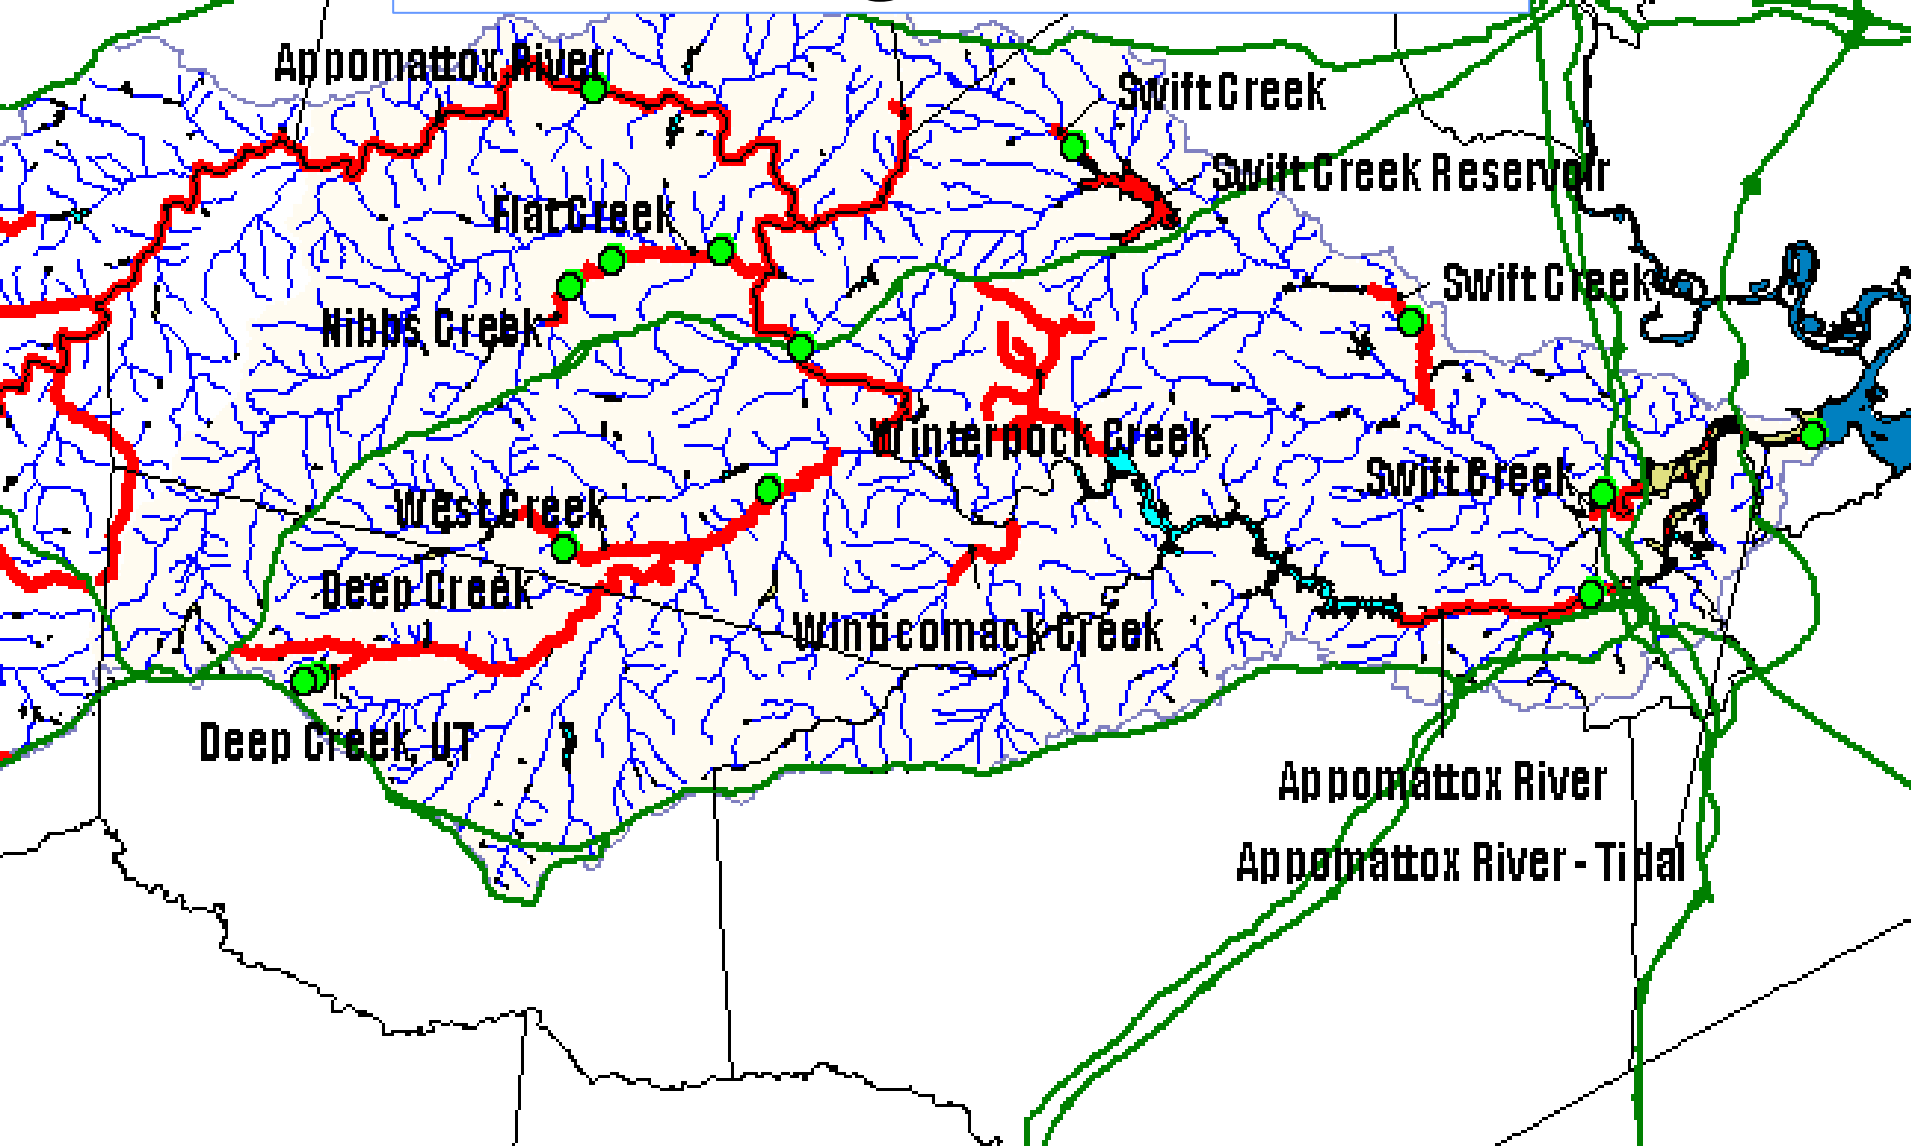 Appomattox River
Swift Creek
Swift Creek Reservoir
Flat Creek
Swift Creek
Nibbs Creek
Winterpock Creek
Swift Creek
West Creek
Deep Creek
Winticomack Creek
Deep Creek, UT
Appomattox River
Appomattox River - Tidal